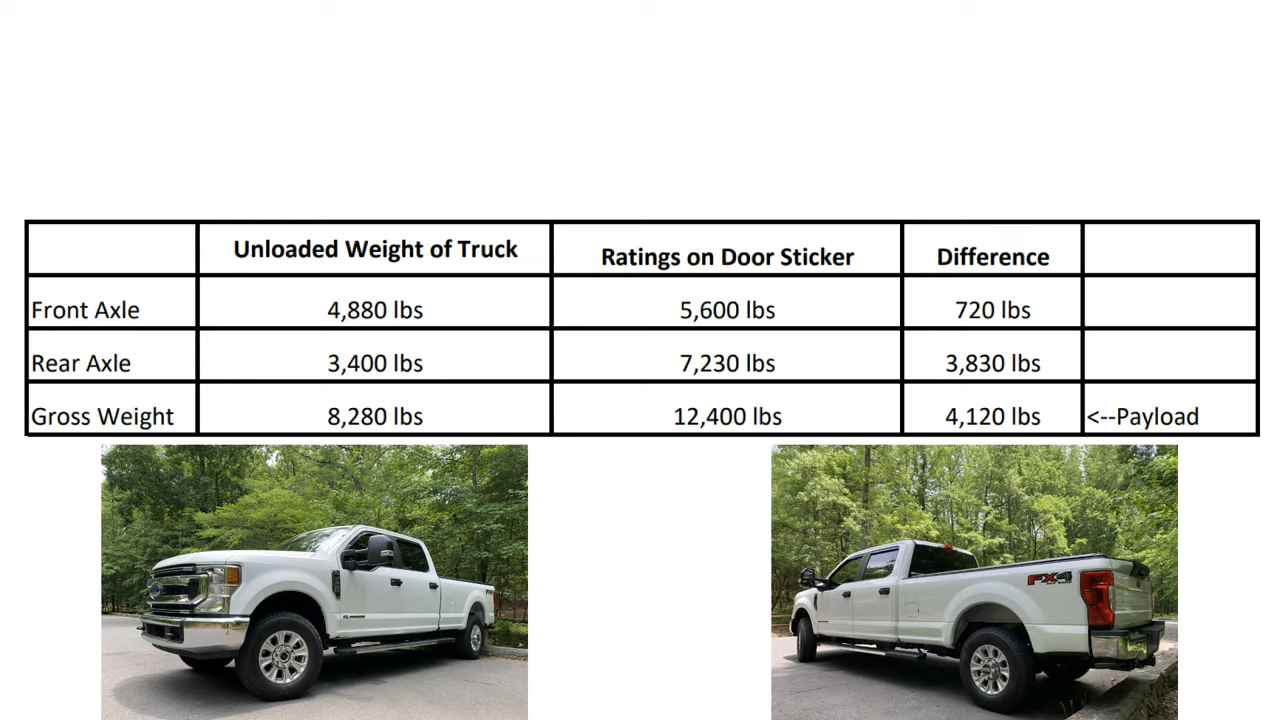 Unloaded Weight of Truck Ratings on Door Sticker Difference
Front Axle 4,880 lbs 5,600 lbs 720 lbs
Rear Axle 3,400 lbs 7,230 lbs 3,830 lbs
Gross Weight 8,280 lbs 12,400 lbs 4,120 lbs <--Payload
FX4